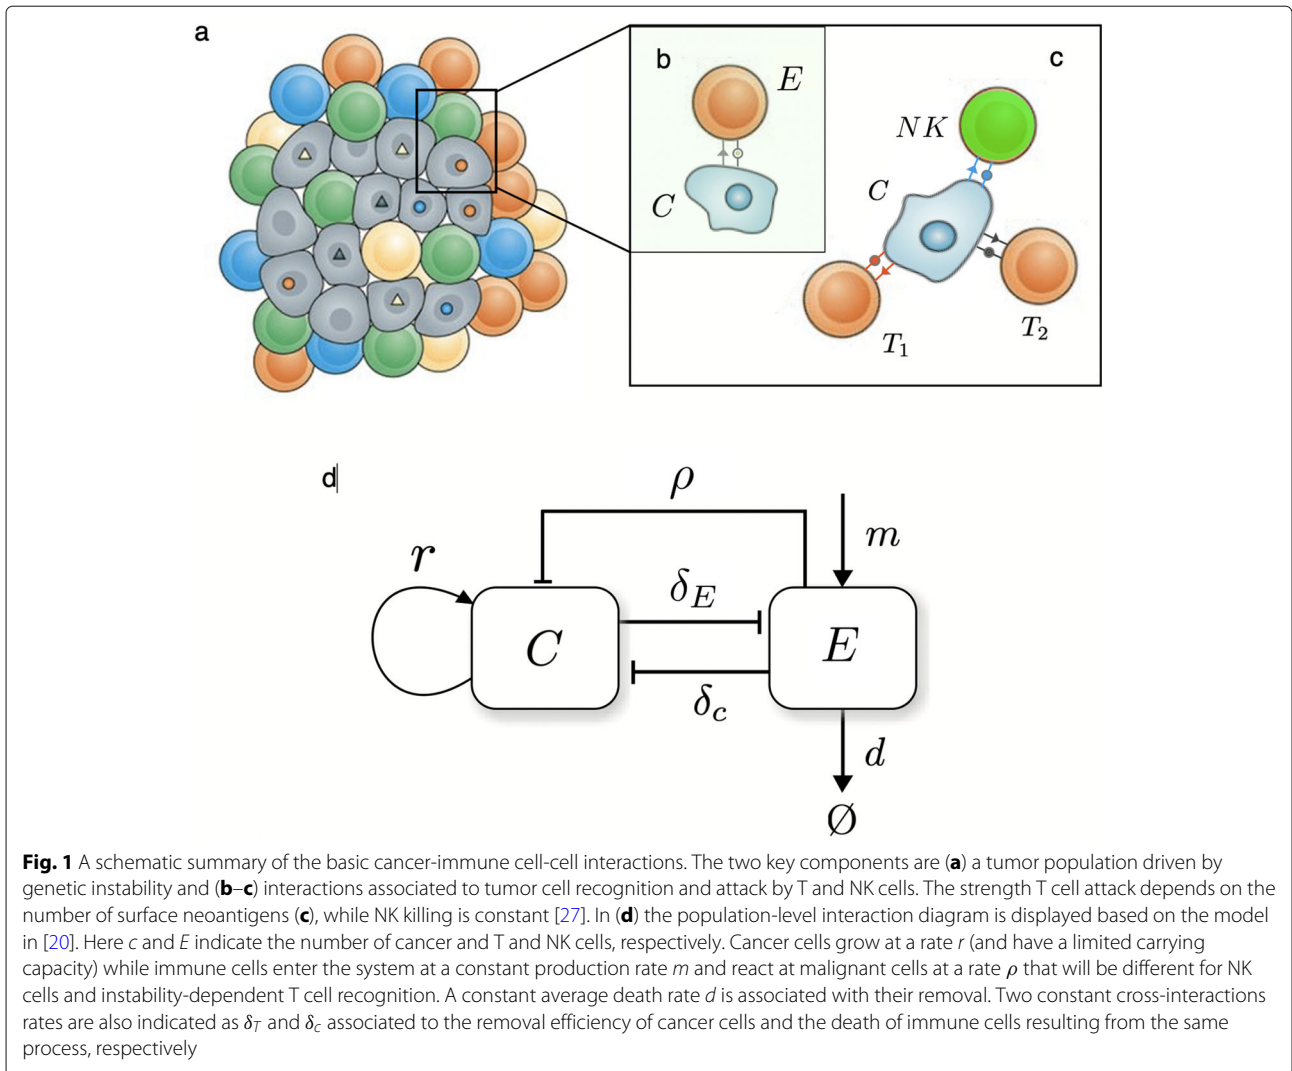 a
b
c
E
C
NK
C
T1
T2
d
ρ
m
r
δE
C
E
δc
d
Ø
Fig. 1 A schematic summary of the basic cancer-immune cell-cell interactions. The two key components are (a) a tumor population driven by
genetic instability and (b–c) interactions associated to tumor cell recognition and attack by T and NK cells. The strength T cell attack depends on the
number of surface neoantigens (c), while NK killing is constant [27]. In (d) the population-level interaction diagram is displayed based on the model
in [20]. Here c and E indicate the number of cancer and T and NK cells, respectively. Cancer cells grow at a rate r (and have a limited carrying
capacity) while immune cells enter the system at a constant production rate m and react at malignant cells at a rate ρ that will be different for NK
cells and instability-dependent T cell recognition. A constant average death rate d is associated with their removal. Two constant cross-interactions
rates are also indicated as δT and δc associated to the removal efficiency of cancer cells and the death of immune cells resulting from the same
process, respectively